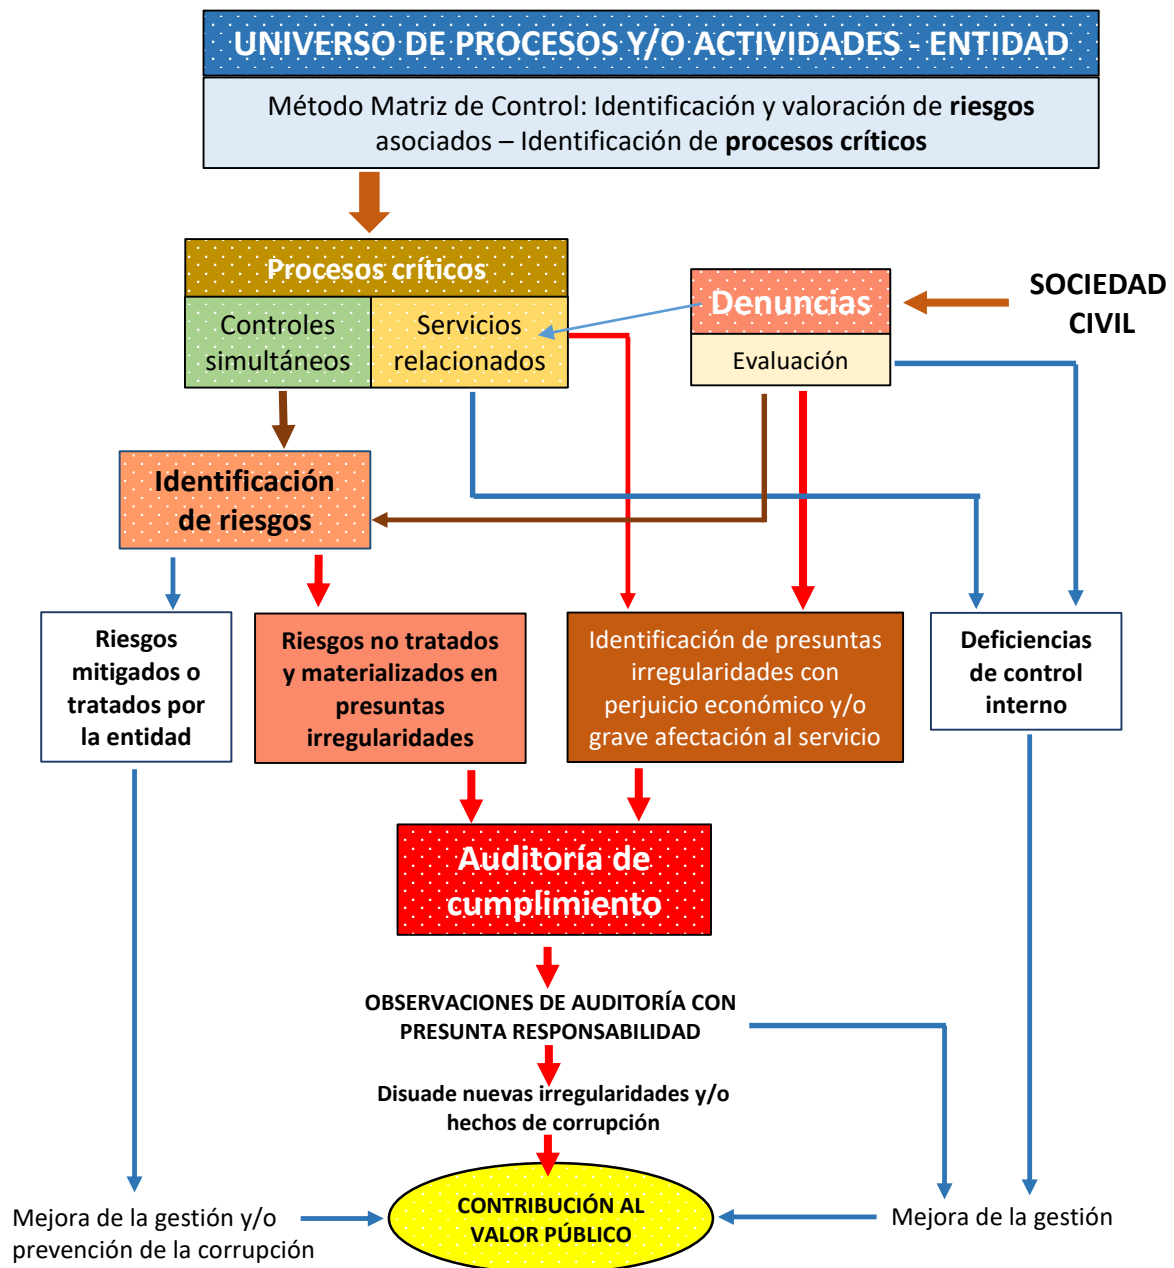 UNIVERSO DE PROCESOS Y/O ACTIVIDADES - ENTIDAD
Método Matriz de Control: Identificación y valoración de riesgos
asociados – Identificación de procesos críticos
Procesos críticos
Controles
simultáneos
Servicios
relacionados
Denuncias
Evaluación
SOCIEDAD
CIVIL
Identificación
de riesgos
Riesgos
mitigados o
tratados por
la entidad
Riesgos no tratados
y materializados en
presuntas
irregularidades
Identificación de presuntas
irregularidades con
perjuicio económico y/o
grave afectación al servicio
Deficiencias
de control
interno
Auditoría de
cumplimiento
OBSERVACIONES DE AUDITORÍA CON
PRESUNTA RESPONSABILIDAD
Disuade nuevas irregularidades y/o
hechos de corrupción
Mejora de la gestión y/o
prevención de la corrupción
CONTRIBUCIÓN AL
VALOR PÚBLICO
Mejora de la gestión